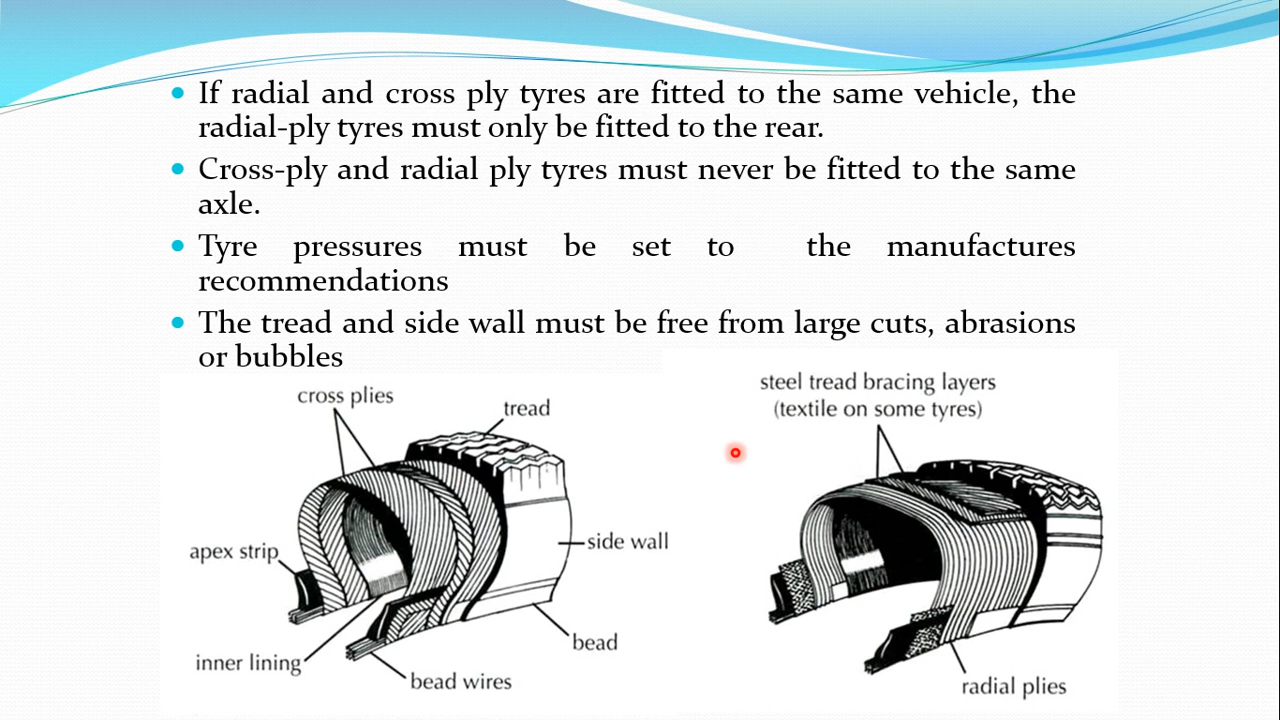 If radial and cross ply tyres are fitted to the same vehicle, the
radial-ply tyres must only be fitted to the rear.
Cross-ply and radial ply tyres must never be fitted to the same
axle.
Tyre pressures must be set to the manufactures
recommendations
The tread and side wall must be free from large cuts, abrasions
or bubbles
cross plies
tread
apex strip
side wall
inner lining
bead
bead wires
steel tread bracing layers
(textile on some tyres)
radial plies